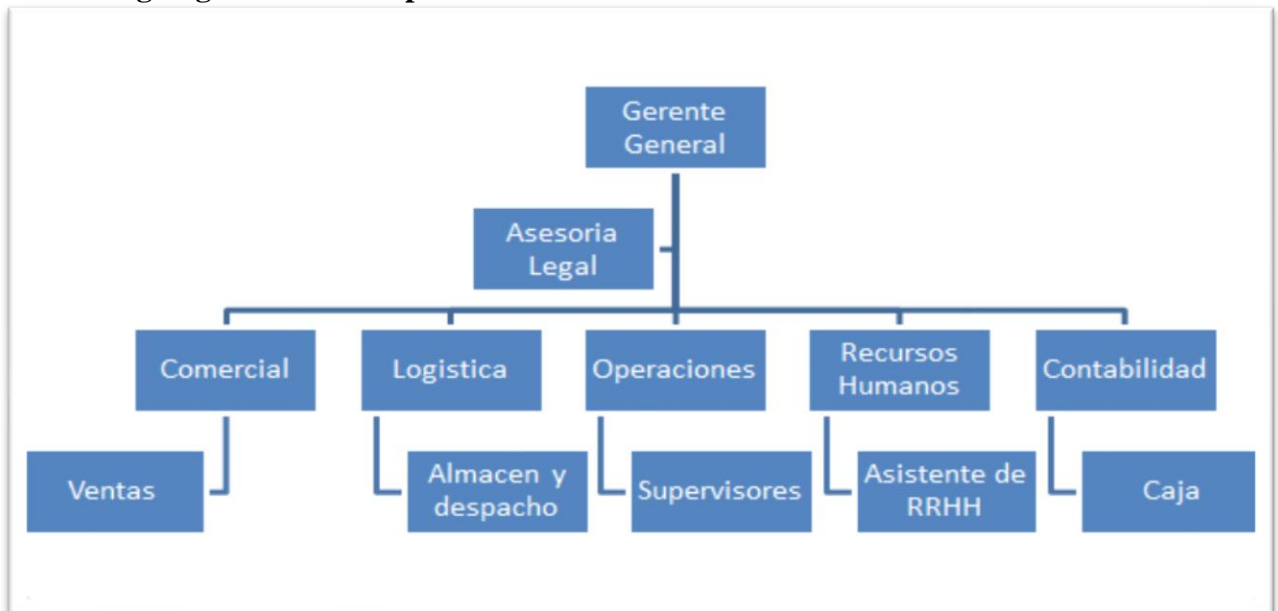 Gerente
General
Asesoria
Legal
Comercial
Logistica
Operaciones
Recursos
Humanos
Contabilidad
Ventas
Almacen y
despacho
Supervisores
Asistente de
RRHH
Caja